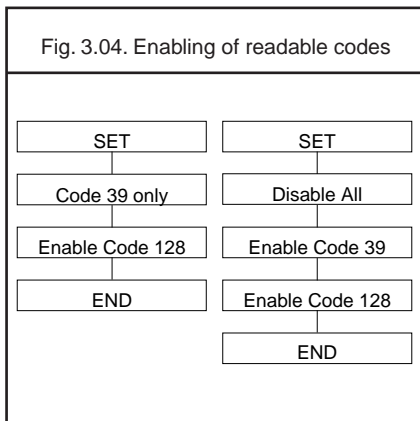 Fig. 3.04. Enabling of readable codes
SET
Code 39 only
Enable Code 128
END
SET
Disable All
Enable Code 39
Enable Code 128
END